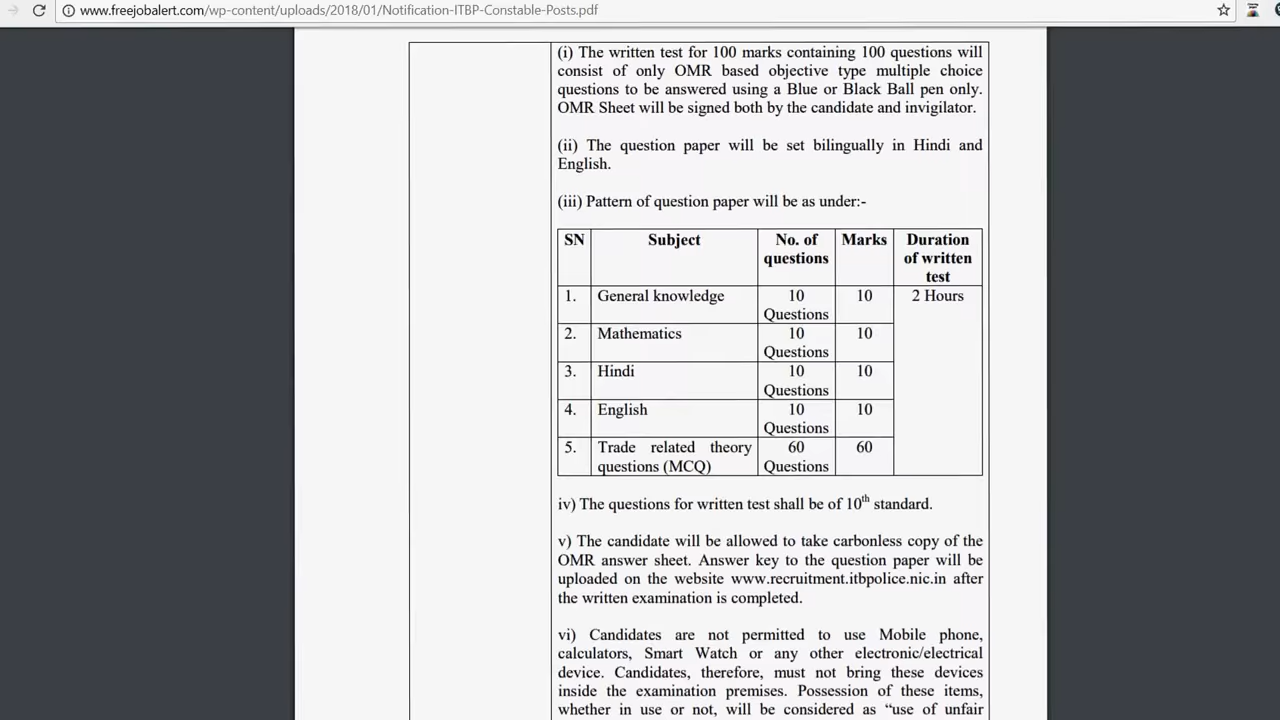 www.freejobalert.com/wp-content/uploads/2018/01/Notification-ITBP-Constable-Posts.pdf
(i) The written test for 100 marks containing 100 questions will
consist of only OMR based objective type multiple choice
questions to be answered using a Blue or Black Ball pen only.
OMR Sheet will be signed both by the candidate and invigilator.
(ii) The question paper will be set bilingually in Hindi and
English.
(iii) Pattern of question paper will be as under:-
SN Subject No. of questions Marks Duration of written test
1. General knowledge 10 Questions 10 2 Hours
2. Mathematics 10 Questions 10
3. Hindi 10 Questions 10
4. English 10 Questions 10
5. Trade related theory questions (MCQ) 60 Questions 60
iv) The questions for written test shall be of 10th standard.
v) The candidate will be allowed to take carbonless copy of the
OMR answer sheet. Answer key to the question paper will be
uploaded on the website www.recruitment.itbpolice.nic.in after
the written examination is completed.
vi) Candidates are not permitted to use Mobile phone,
calculators, Smart Watch or any other electronic/electrical
device. Candidates, therefore, must not bring these devices
inside the examination premises. Possession of these items,
whether in use or not, will be considered as “use of unfair